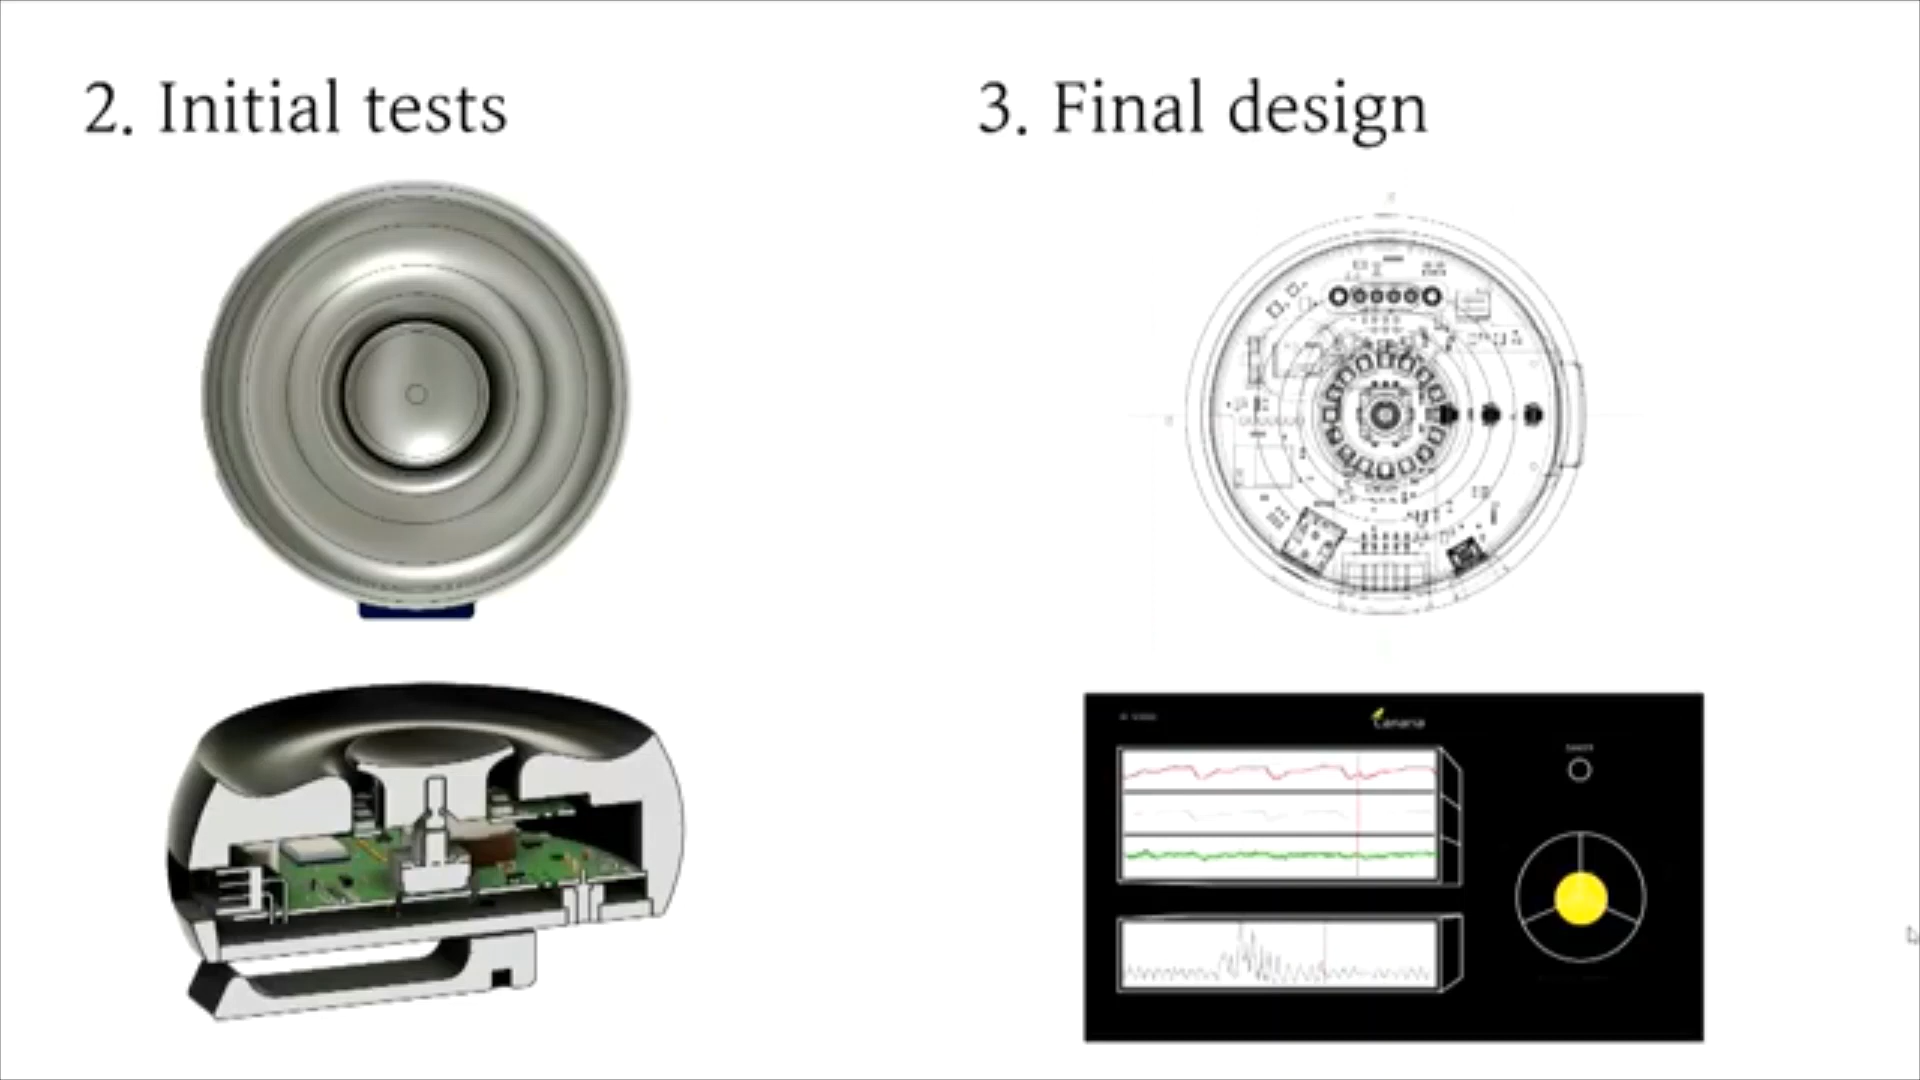 2. Initial tests
3. Final design
Canaria